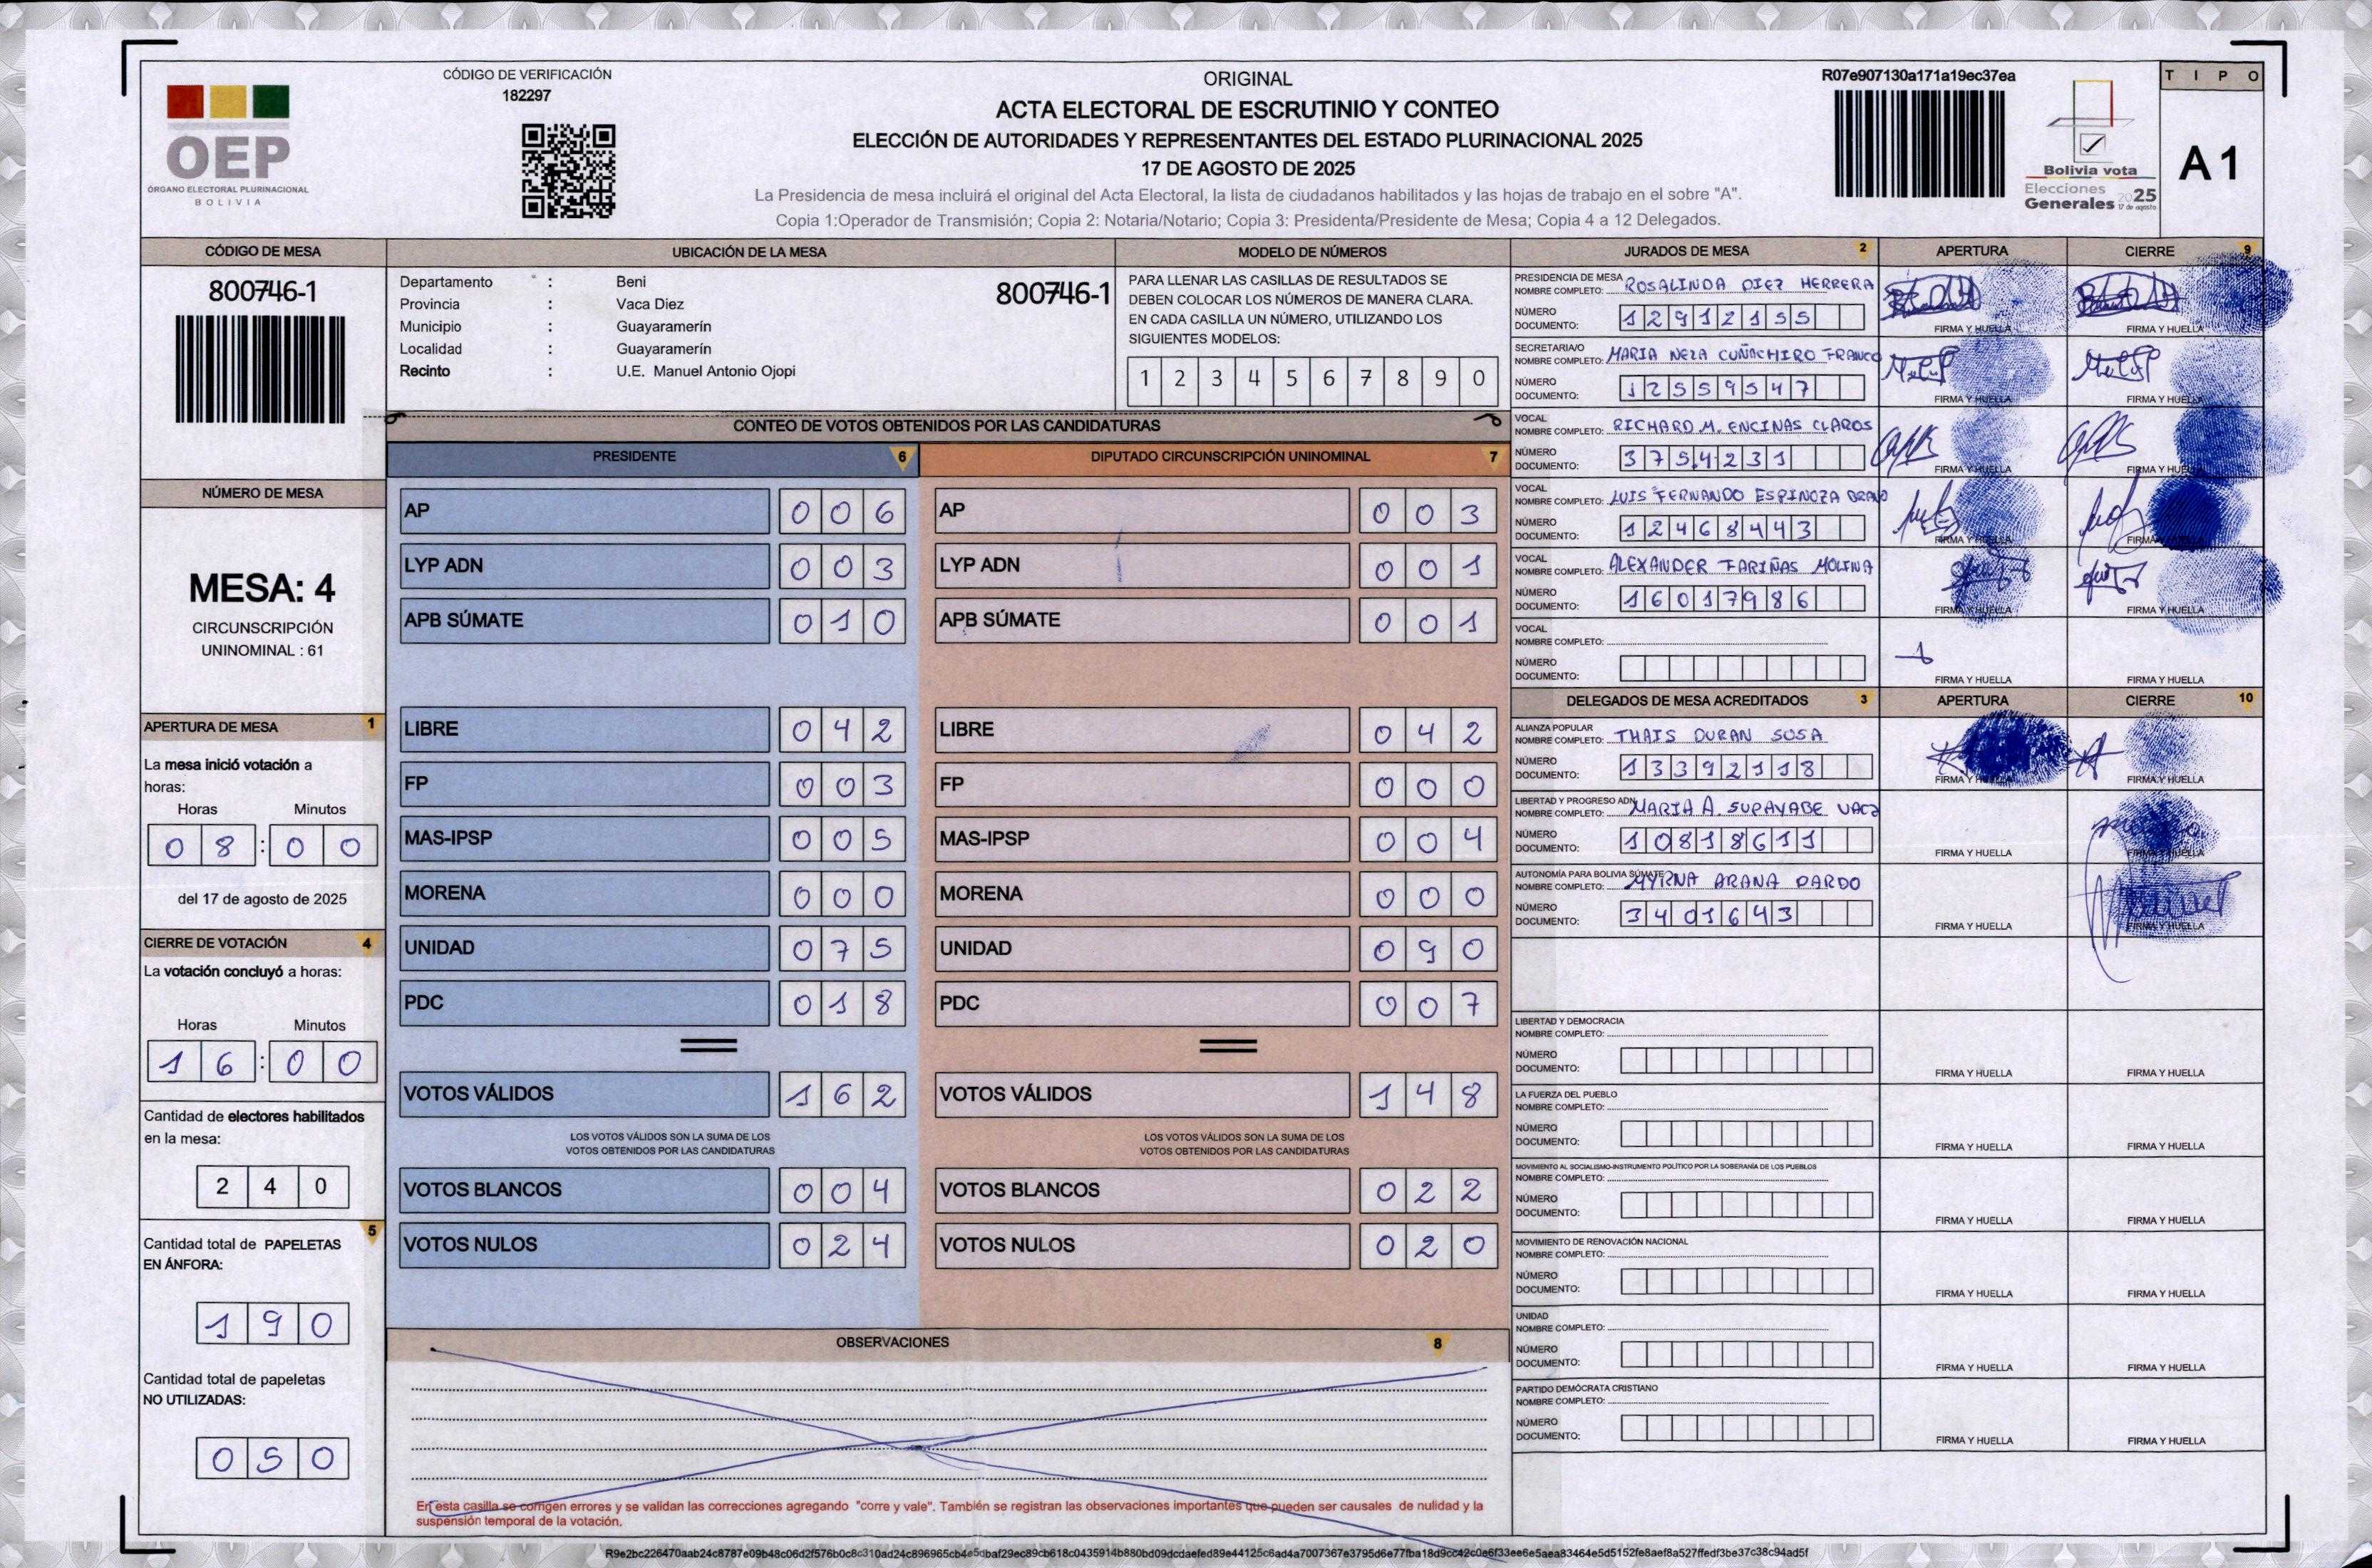 CÓDIGO DE VERIFICACIÓN
182297
OEP
ÓRGANO ELECTORAL PLURINACIONAL
BOLIVIA
ORIGINAL
ACTA ELECTORAL DE ESCRUTINIO Y CONTEO
ELECCIÓN DE AUTORIDADES Y REPRESENTANTES DEL ESTADO PLURINACIONAL 2025
17 DE AGOSTO DE 2025
La Presidencia de mesa incluirá el original del Acta Electoral, la lista de ciudadanos habilitados y las hojas de trabajo en el sobre "A".
Copia 1:Operador de Transmisión; Copia 2: Notaria/Notario; Copia 3: Presidenta/Presidente de Mesa; Copia 4 a 12 Delegados.
R07e907130a171a19ec37ea
Bolivia vota
Elecciones
Generales 2025
17 de agosto
TIPO
A1
CÓDIGO DE MESA
800746-1
NÚMERO DE MESA
MESA: 4
CIRCUNSCRIPCIÓN
UNINOMINAL : 61
APERTURA DE MESA 1
La mesa inició votación a
horas:
Horas Minutos
08:00
del 17 de agosto de 2025
CIERRE DE VOTACIÓN 4
La votación concluyó a horas:
Horas Minutos
16:00
Cantidad de electores habilitados
en la mesa:
240
5
Cantidad total de PAPELETAS
EN ÁNFORA:
190
Cantidad total de papeletas
NO UTILIZADAS:
050
UBICACIÓN DE LA MESA
Departamento : Beni
800746-1
Provincia : Vaca Diez
Municipio : Guayaramerín
Localidad : Guayaramerín
Recinto : U.E. Manuel Antonio Ojopi
MODELO DE NÚMEROS
PARA LLENAR LAS CASILLAS DE RESULTADOS SE
DEBEN COLOCAR LOS NÚMEROS DE MANERA CLARA.
EN CADA CASILLA UN NÚMERO, UTILIZANDO LOS
SIGUIENTES MODELOS:
1 2 3 4 5 6 7 8 9 0
CONTEO DE VOTOS OBTENIDOS POR LAS CANDIDATURAS
PRESIDENTE 6
AP 006
LYP ADN 003
APB SÚMATE 010
LIBRE 042
FP 003
MAS-IPSP 005
MORENA 000
UNIDAD 075
PDC 018
VOTOS VÁLIDOS 162
LOS VOTOS VÁLIDOS SON LA SUMA DE LOS
VOTOS OBTENIDOS POR LAS CANDIDATURAS
VOTOS BLANCOS 004
VOTOS NULOS 024
DIPUTADO CIRCUNSCRIPCIÓN UNINOMINAL 7
AP 003
LYP ADN 001
APB SÚMATE 001
LIBRE 042
FP 000
MAS-IPSP 004
MORENA 000
UNIDAD 090
PDC 007
VOTOS VÁLIDOS 148
LOS VOTOS VÁLIDOS SON LA SUMA DE LOS
VOTOS OBTENIDOS POR LAS CANDIDATURAS
VOTOS BLANCOS 022
VOTOS NULOS 020
OBSERVACIONES 8
En esta casilla se corrigen errores y se validan las correcciones agregando "corre y vale". También se registran las observaciones importantes que pueden ser causales de nulidad y la
suspensión temporal de la votación.
JURADOS DE MESA 2 APERTURA CIERRE 9
PRESIDENCIA DE MESA
NOMBRE COMPLETO: ROSALINDA DIEZ HERRERA
NÚMERO
DOCUMENTO: 12912155
FIRMA Y HUELLA FIRMA Y HUELLA
SECRETARIA/O
NOMBRE COMPLETO: MARIA NEZA CUÑACHIRO FRANCO
NÚMERO
DOCUMENTO: 12559547
FIRMA Y HUELLA FIRMA Y HUELLA
VOCAL
NOMBRE COMPLETO: RICHARD M. ENCINAS CLAROS
NÚMERO
DOCUMENTO: 3754231
FIRMA Y HUELLA FIRMA Y HUELLA
VOCAL
NOMBRE COMPLETO: LUIS FERNANDO ESPINOZA BRAVO
NÚMERO
DOCUMENTO: 12468443
FIRMA Y HUELLA FIRMA Y HUELLA
VOCAL
NOMBRE COMPLETO: ALEXANDER FARIÑAS MOLINA
NÚMERO
DOCUMENTO: 16017986
FIRMA Y HUELLA FIRMA Y HUELLA
VOCAL
NOMBRE COMPLETO:
NÚMERO
DOCUMENTO:
FIRMA Y HUELLA FIRMA Y HUELLA
DELEGADOS DE MESA ACREDITADOS 3 APERTURA CIERRE 10
ALIANZA POPULAR
NOMBRE COMPLETO: THAIS DURAN SOSA
NÚMERO
DOCUMENTO: 13392118
FIRMA Y HUELLA FIRMA Y HUELLA
LIBERTAD Y PROGRESO ADN
NOMBRE COMPLETO: MARIA A. SUPAYABE VACA
NÚMERO
DOCUMENTO: 10818611
FIRMA Y HUELLA FIRMA Y HUELLA
AUTONOMÍA PARA BOLIVIA SÚMATE
NOMBRE COMPLETO: MYRNA ARANA PARDO
NÚMERO
DOCUMENTO: 3401643
FIRMA Y HUELLA FIRMA Y HUELLA
LIBERTAD Y DEMOCRACIA
NOMBRE COMPLETO:
NÚMERO
DOCUMENTO:
FIRMA Y HUELLA FIRMA Y HUELLA
LA FUERZA DEL PUEBLO
NOMBRE COMPLETO:
NÚMERO
DOCUMENTO:
FIRMA Y HUELLA FIRMA Y HUELLA
MOVIMIENTO AL SOCIALISMO-INSTRUMENTO POLÍTICO POR LA SOBERANÍA DE LOS PUEBLOS
NOMBRE COMPLETO:
NÚMERO
DOCUMENTO:
FIRMA Y HUELLA FIRMA Y HUELLA
MOVIMIENTO DE RENOVACIÓN NACIONAL
NOMBRE COMPLETO:
NÚMERO
DOCUMENTO:
FIRMA Y HUELLA FIRMA Y HUELLA
UNIDAD
NOMBRE COMPLETO:
NÚMERO
DOCUMENTO:
FIRMA Y HUELLA FIRMA Y HUELLA
PARTIDO DEMÓCRATA CRISTIANO
NOMBRE COMPLETO:
NÚMERO
DOCUMENTO:
FIRMA Y HUELLA FIRMA Y HUELLA